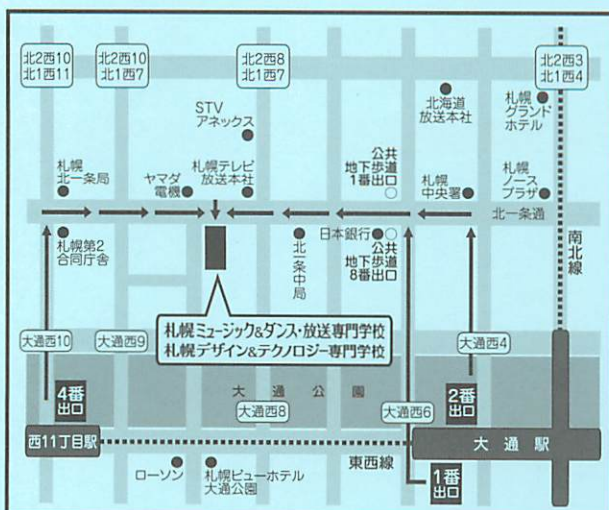 北2西10
北1西11
北2西10
北1西7
北2西8
北1西7
北2西3
北1西4
STV
アネックス
北海道
放送本社
札幌
グランド
ホテル
札幌
北一条局
ヤマダ
電機
札幌テレビ
放送本社
公共
地下歩道
1番出口
札幌
中央署
札幌
ノース
プラザ
北一条通
札幌第2
合同庁舎
北一条中局
日本銀行
公共
地下歩道
8番出口
南北線
札幌ミュージック&ダンス・放送専門学校
札幌デザイン&テクノロジー専門学校
大通西10
大通西9
大通西4
大通公園
4番
出口
大通西8
大通西6
2番
出口
西11丁目駅
東西線
大通駅
ローソン
札幌ビューホテル
大通公園
1番
出口